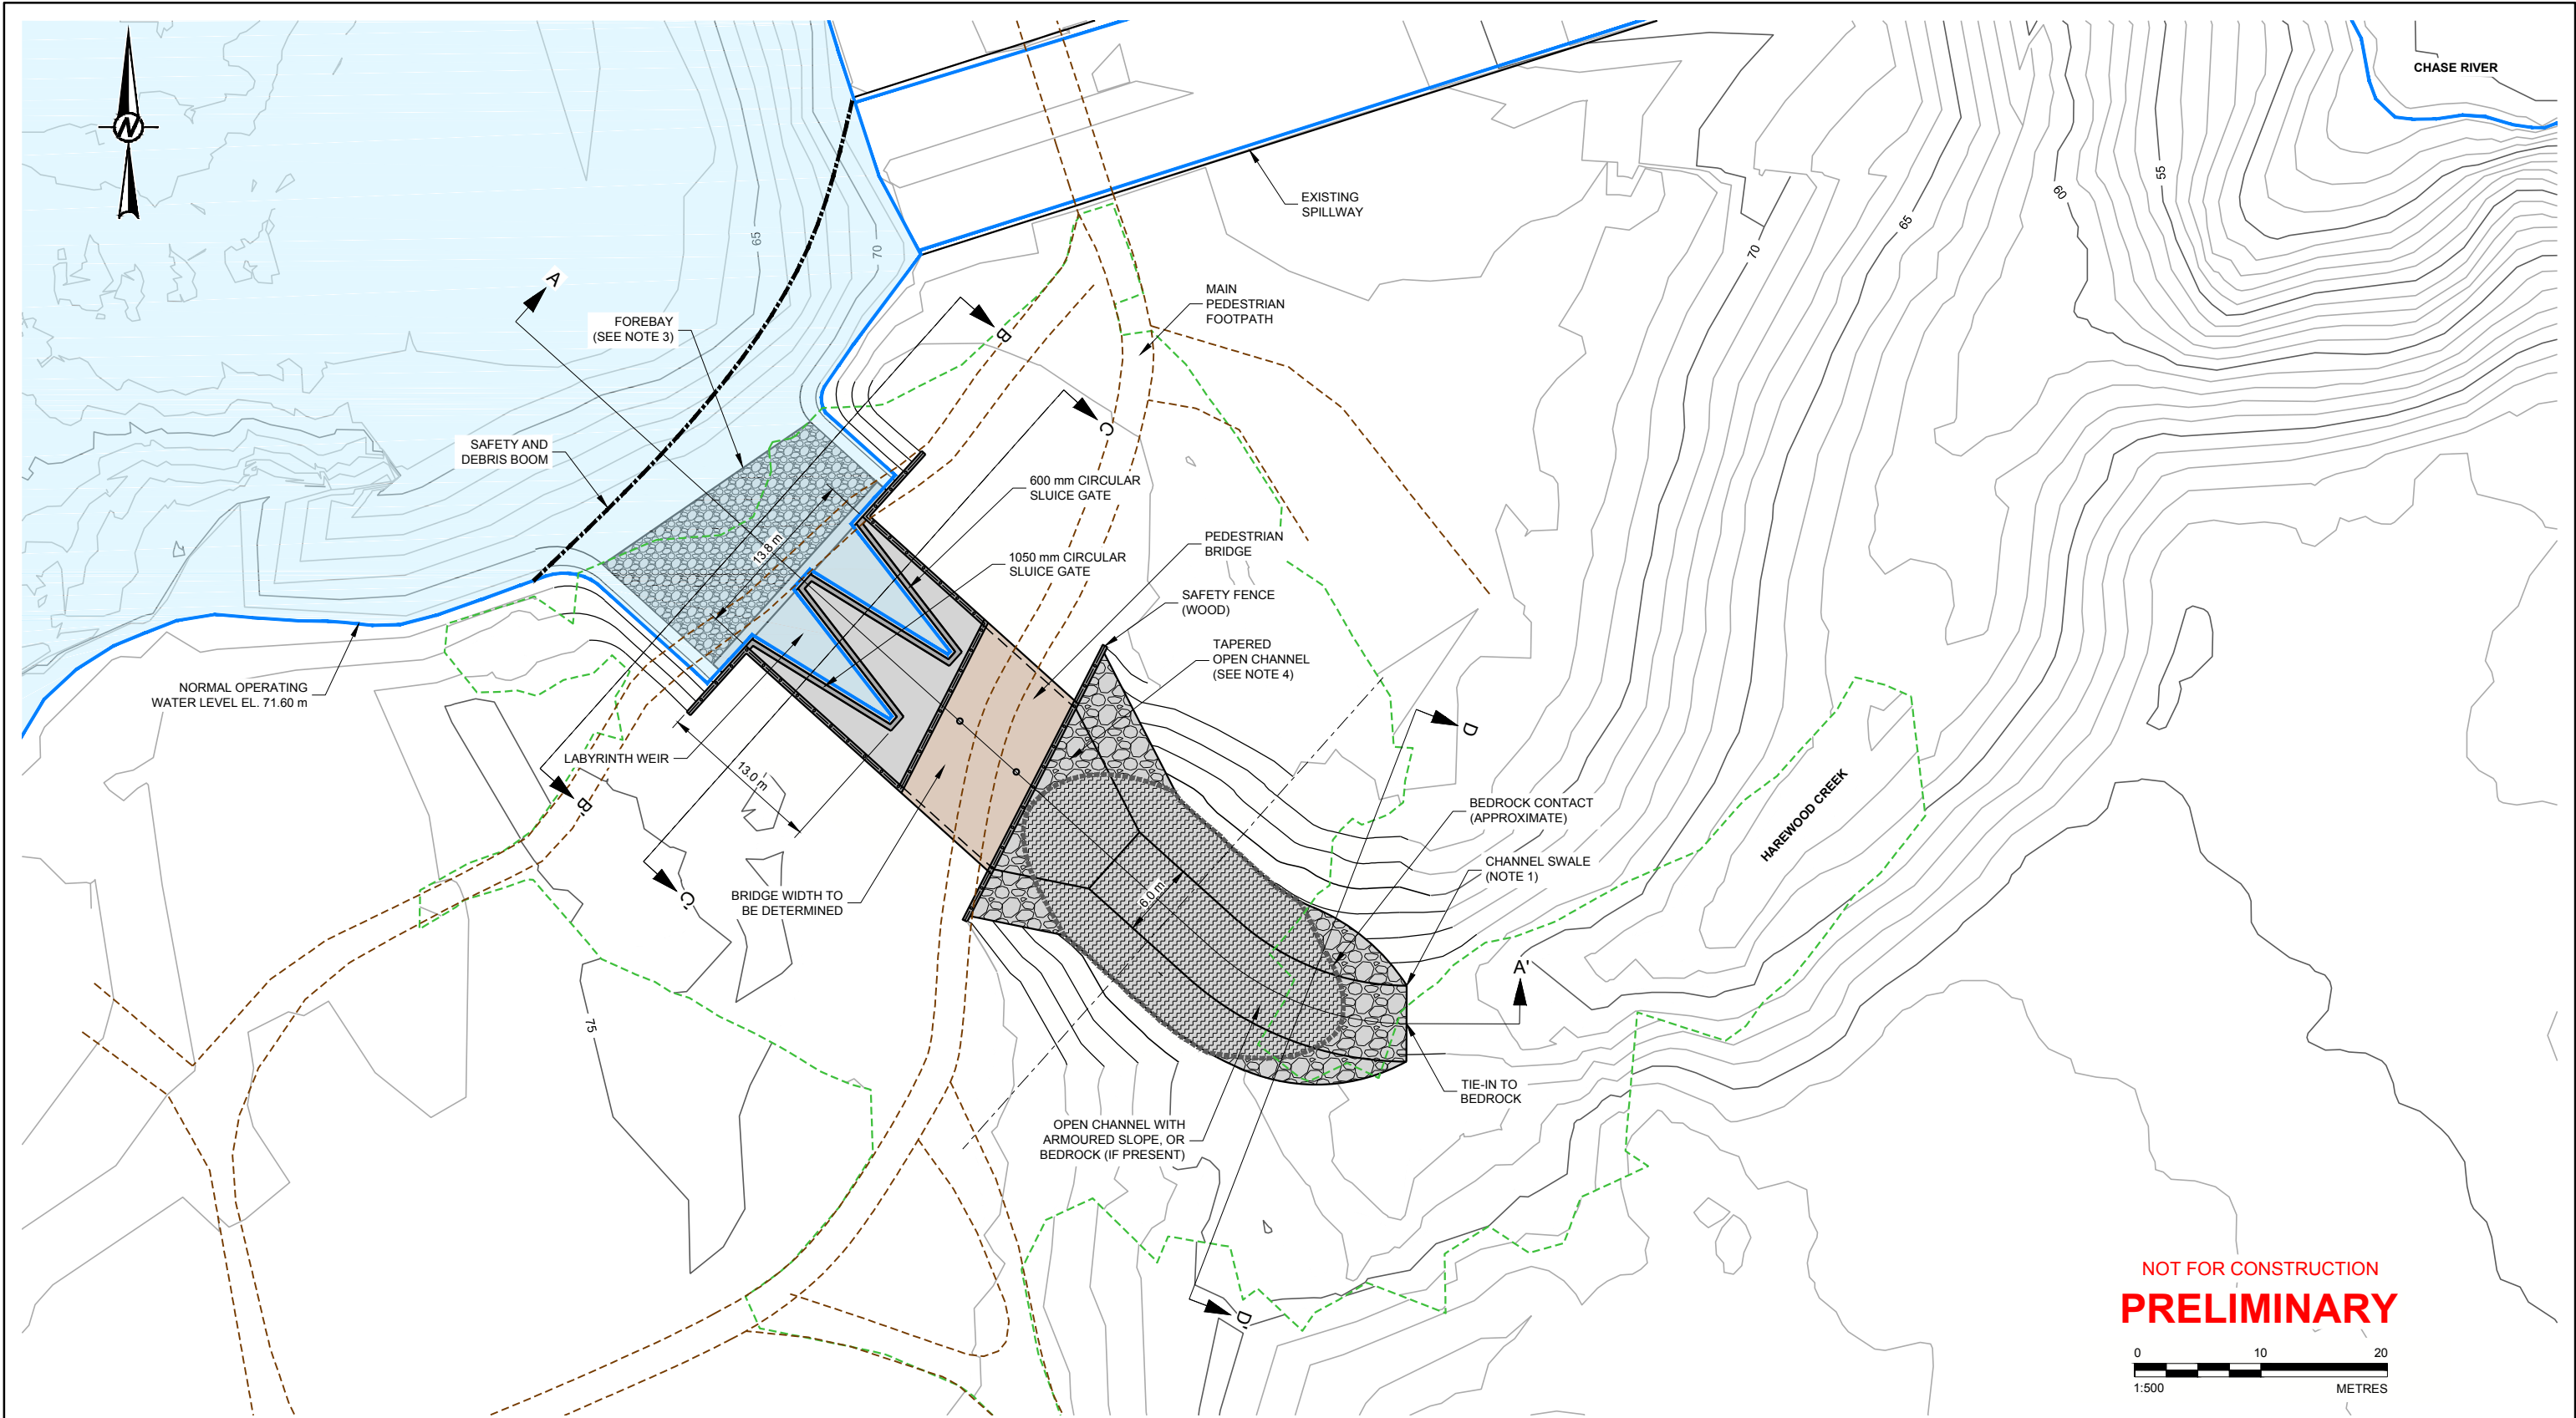 N
CHASE RIVER
55
60
65
70
65
70
EXISTING
SPILLWAY
A
B
MAIN
PEDESTRIAN
FOOTPATH
FOREBAY
(SEE NOTE 3)
C
SAFETY AND
DEBRIS BOOM
600 mm CIRCULAR
SLUICE GATE
13.8 m
1050 mm CIRCULAR
SLUICE GATE
PEDESTRIAN
BRIDGE
SAFETY FENCE
(WOOD)
TAPERED
OPEN CHANNEL
(SEE NOTE 4)
NORMAL OPERATING
WATER LEVEL EL. 71.60 m
D
LABYRINTH WEIR
13.0 m
B'
BEDROCK CONTACT
(APPROXIMATE)
HAREWOOD CREEK
CHANNEL SWALE
(NOTE 1)
6.0 m
BRIDGE WIDTH TO
BE DETERMINED
C'
A'
75
TIE-IN TO
BEDROCK
OPEN CHANNEL WITH
ARMOURED SLOPE, OR
BEDROCK (IF PRESENT)
D'
NOT FOR CONSTRUCTION
PRELIMINARY
0 10 20
1:500 METRES